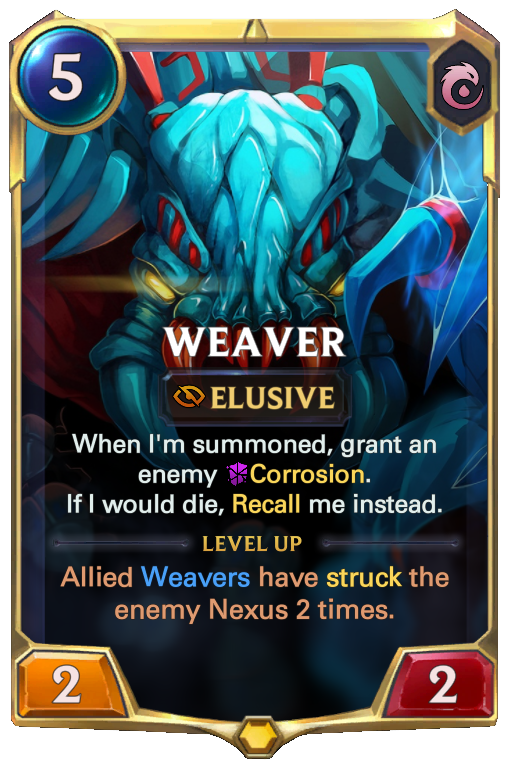 5
WEAVER
ELUSIVE
When I'm summoned, grant an
enemy Corrosion.
If I would die, Recall me instead.
LEVEL UP
Allied Weavers have struck the
enemy Nexus 2 times.
2
2